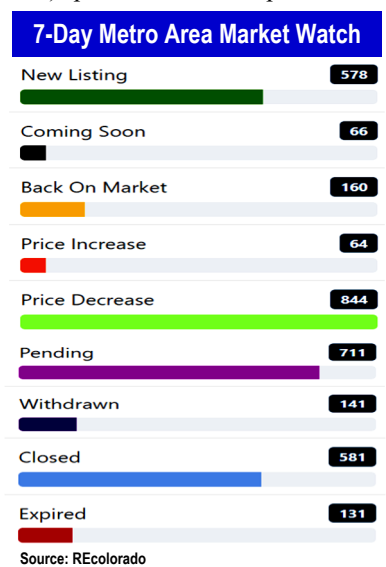 7-Day Metro Area Market Watch
New Listing 578
Coming Soon 66
Back On Market 160
Price Increase 64
Price Decrease 844
Pending 711
Withdrawn 141
Closed 581
Expired 131
Source: REcolorado